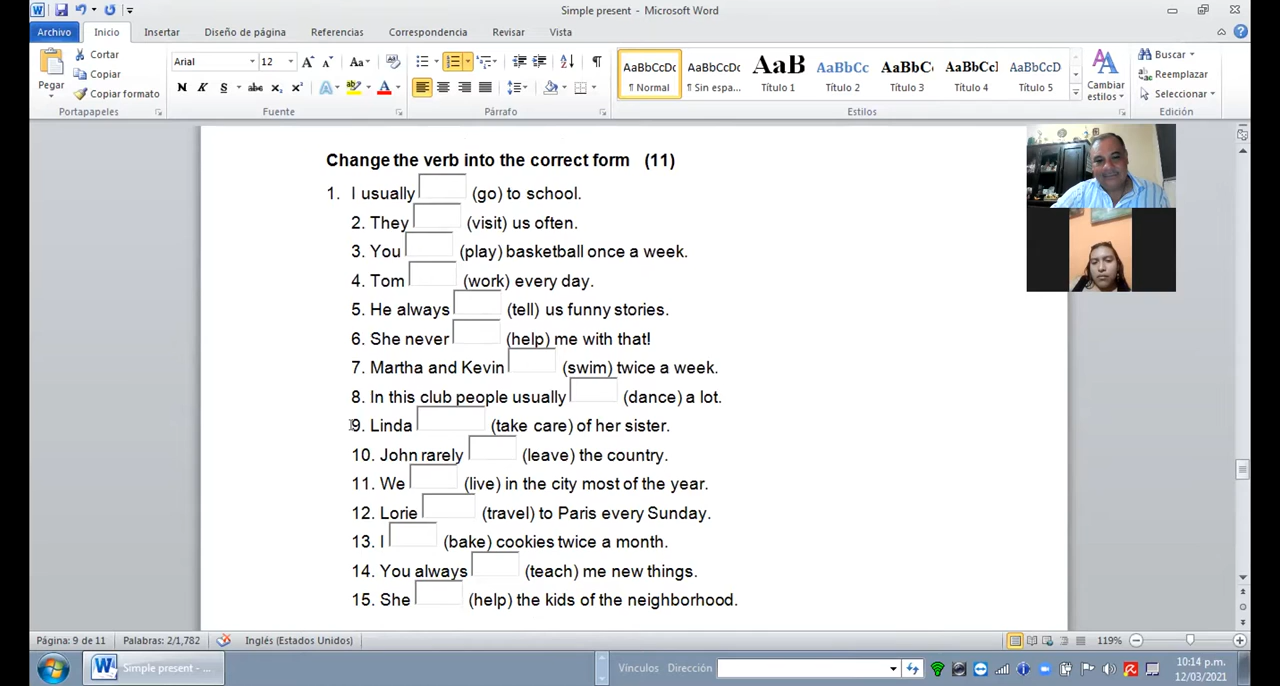 Simple present - Microsoft Word
Archivo Inicio Insertar Diseño de página Referencias Correspondencia Revisar Vista
Cortar
Copiar
Copiar formato
Pegar
Portapapeles
Arial 12
N K S abc x₂ x²
Fuente
Párrafo
AaBbCcDc AaBbCcDc AaB AaBbCc AaBbC AaBbCcI AaBbCcD
¶ Normal ¶ Sin espa... Título 1 Título 2 Título 3 Título 4 Título 5
Estilos
Cambiar estilos
Buscar
Reemplazar
Seleccionar
Edición
Change the verb into the correct form (11)
1. I usually (go) to school.
2. They (visit) us often.
3. You (play) basketball once a week.
4. Tom (work) every day.
5. He always (tell) us funny stories.
6. She never (help) me with that!
7. Martha and Kevin (swim) twice a week.
8. In this club people usually (dance) a lot.
9. Linda (take care) of her sister.
10. John rarely (leave) the country.
11. We (live) in the city most of the year.
12. Lorie (travel) to Paris every Sunday.
13. I (bake) cookies twice a month.
14. You always (teach) me new things.
15. She (help) the kids of the neighborhood.
Página: 9 de 11 Palabras: 2/1,782 Inglés (Estados Unidos) 119%
Simple present - ... Vínculos Dirección 10:14 p.m.
12/03/2021